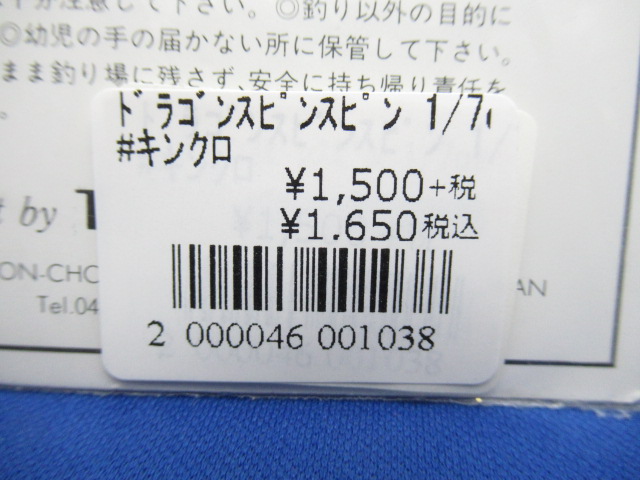 注意して下さい。◎釣り以外の目的に
◎幼児の手の届かない所に保管して下さい。
まま釣り場に残さず、安全に持ち帰り責任を
ﾄﾞﾗｺﾞﾝｽﾋﾟﾝｽﾋﾟﾝ 1/7
#キンクロ
¥1,500+税
¥1,650税込
by
ON-CHO
AN
Tel.04
2 000046 001038